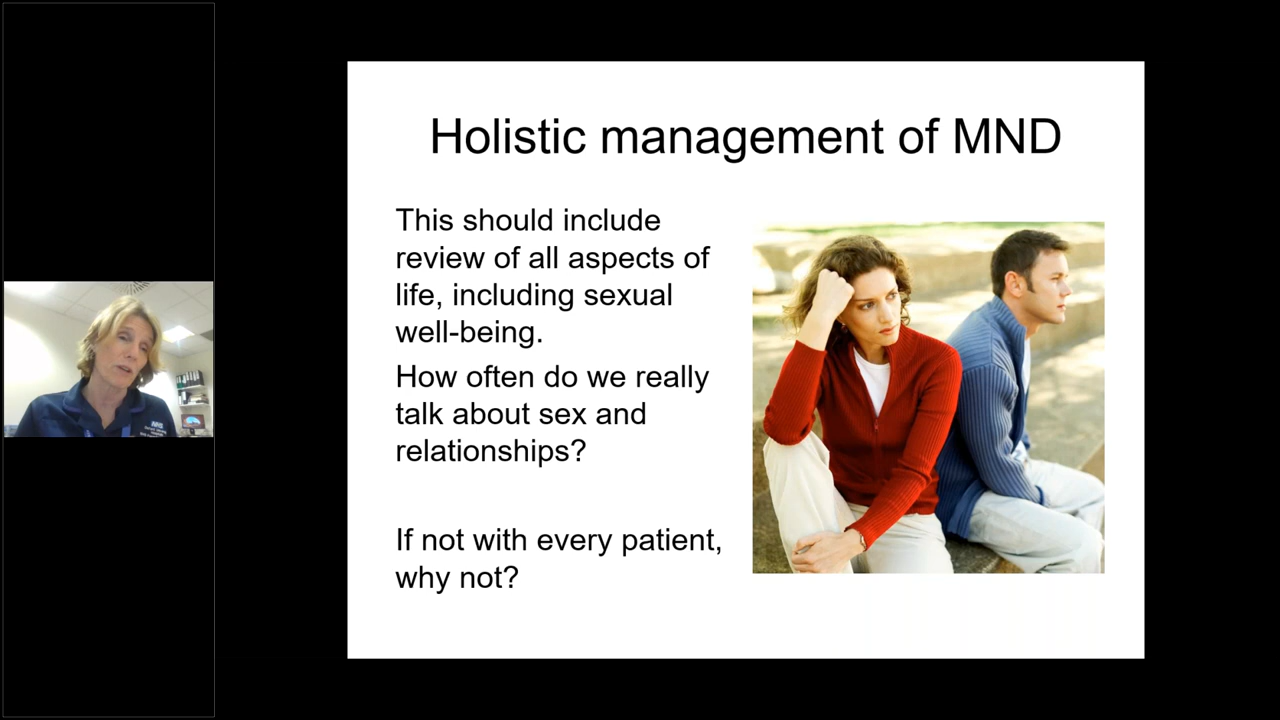 Holistic management of MND
This should include
review of all aspects of
life, including sexual
well-being.
How often do we really
talk about sex and
relationships?
If not with every patient,
why not?
NHS